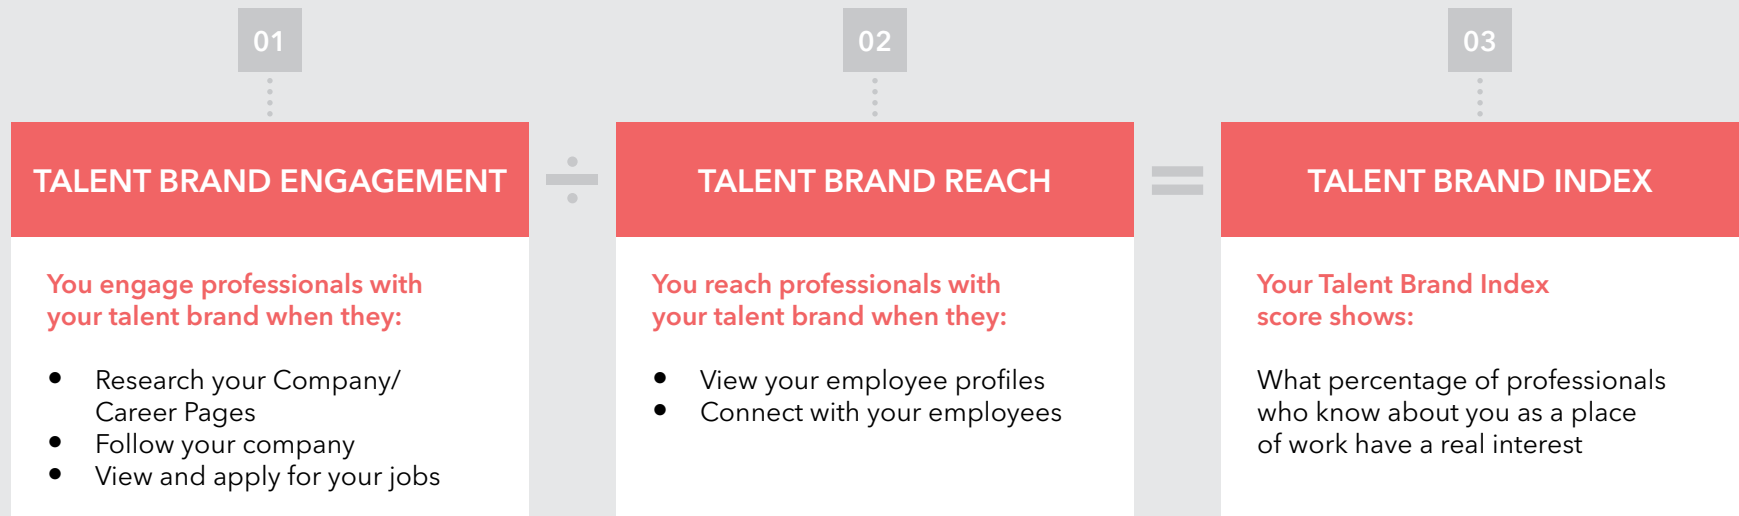 01
TALENT BRAND ENGAGEMENT
You engage professionals with
your talent brand when they:
• Research your Company/
Career Pages
• Follow your company
• View and apply for your jobs
÷
02
TALENT BRAND REACH
You reach professionals with
your talent brand when they:
• View your employee profiles
• Connect with your employees
=
03
TALENT BRAND INDEX
Your Talent Brand Index
score shows:
What percentage of professionals
who know about you as a place
of work have a real interest